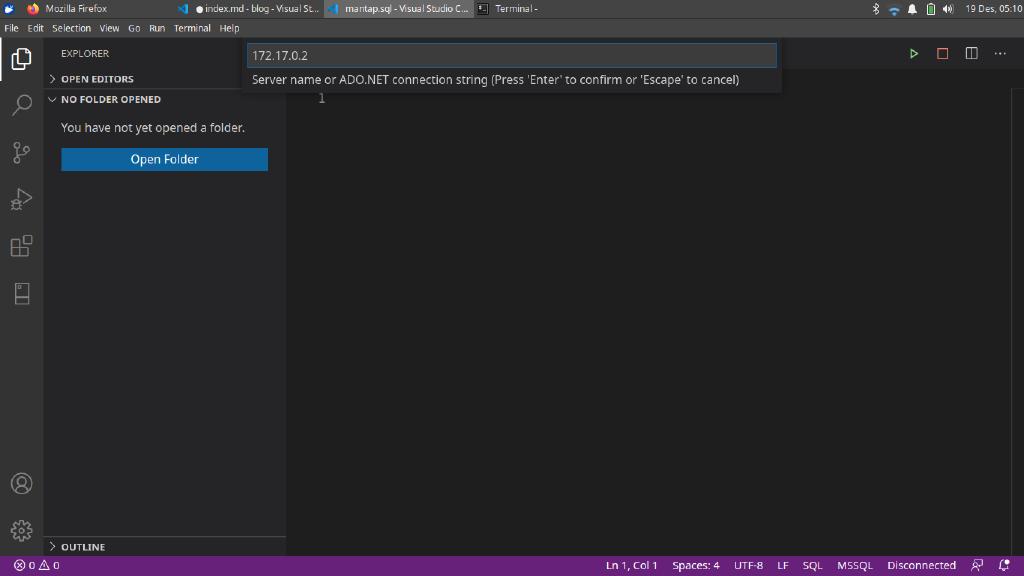 Mozilla Firefox
● index.md - blog - Visual St...
mantap.sql - Visual Studio C...
Terminal -
19 Des, 05:10
File Edit Selection View Go Run Terminal Help
EXPLORER
172.17.0.2
Server name or ADO.NET connection string (Press 'Enter' to confirm or 'Escape' to cancel)
OPEN EDITORS
NO FOLDER OPENED
1
You have not yet opened a folder.
Open Folder
OUTLINE
0 0
Ln 1, Col 1 Spaces: 4 UTF-8 LF SQL MSSQL Disconnected